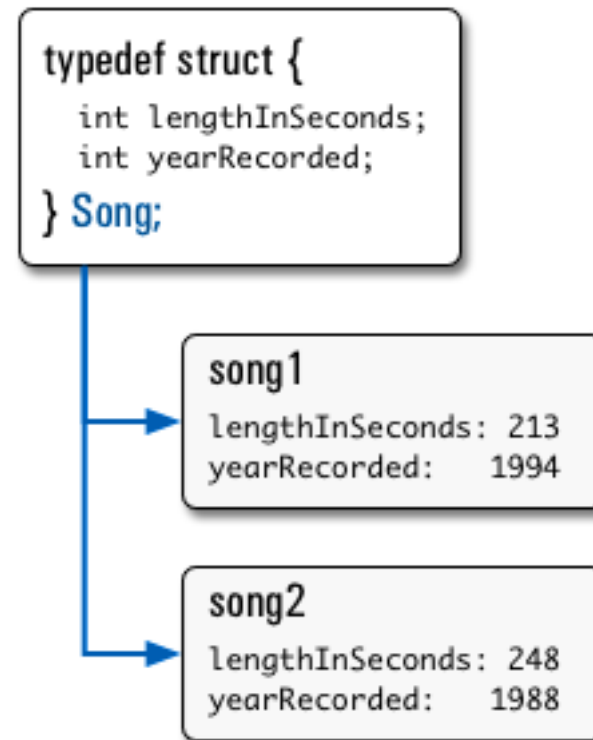 typedef struct {
int lengthInSeconds;
int yearRecorded;
} Song;
song1
lengthInSeconds: 213
yearRecorded: 1994
song2
lengthInSeconds: 248
yearRecorded: 1988